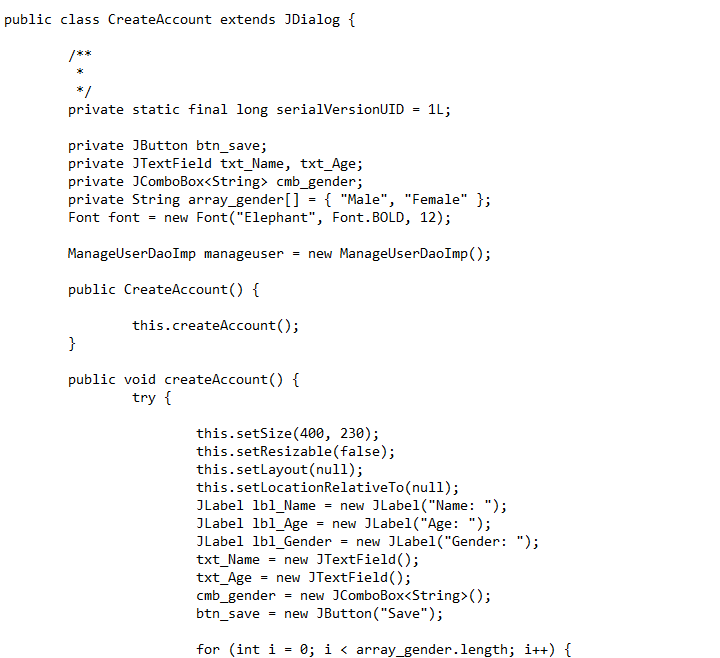 public class CreateAccount extends JDialog {
/**
*
*/
private static final long serialVersionUID = 1L;
private JButton btn_save;
private JTextField txt_Name, txt_Age;
private JComboBox<String> cmb_gender;
private String array_gender[] = { "Male", "Female" };
Font font = new Font("Elephant", Font.BOLD, 12);
ManageUserDaoImp manageuser = new ManageUserDaoImp();
public CreateAccount() {
this.createAccount();
}
public void createAccount() {
try {
this.setSize(400, 230);
this.setResizable(false);
this.setLayout(null);
this.setLocationRelativeTo(null);
JLabel lbl_Name = new JLabel("Name: ");
JLabel lbl_Age = new JLabel("Age: ");
JLabel lbl_Gender = new JLabel("Gender: ");
txt_Name = new JTextField();
txt_Age = new JTextField();
cmb_gender = new JComboBox<String>();
btn_save = new JButton("Save");
for (int i = 0; i < array_gender.length; i++) {